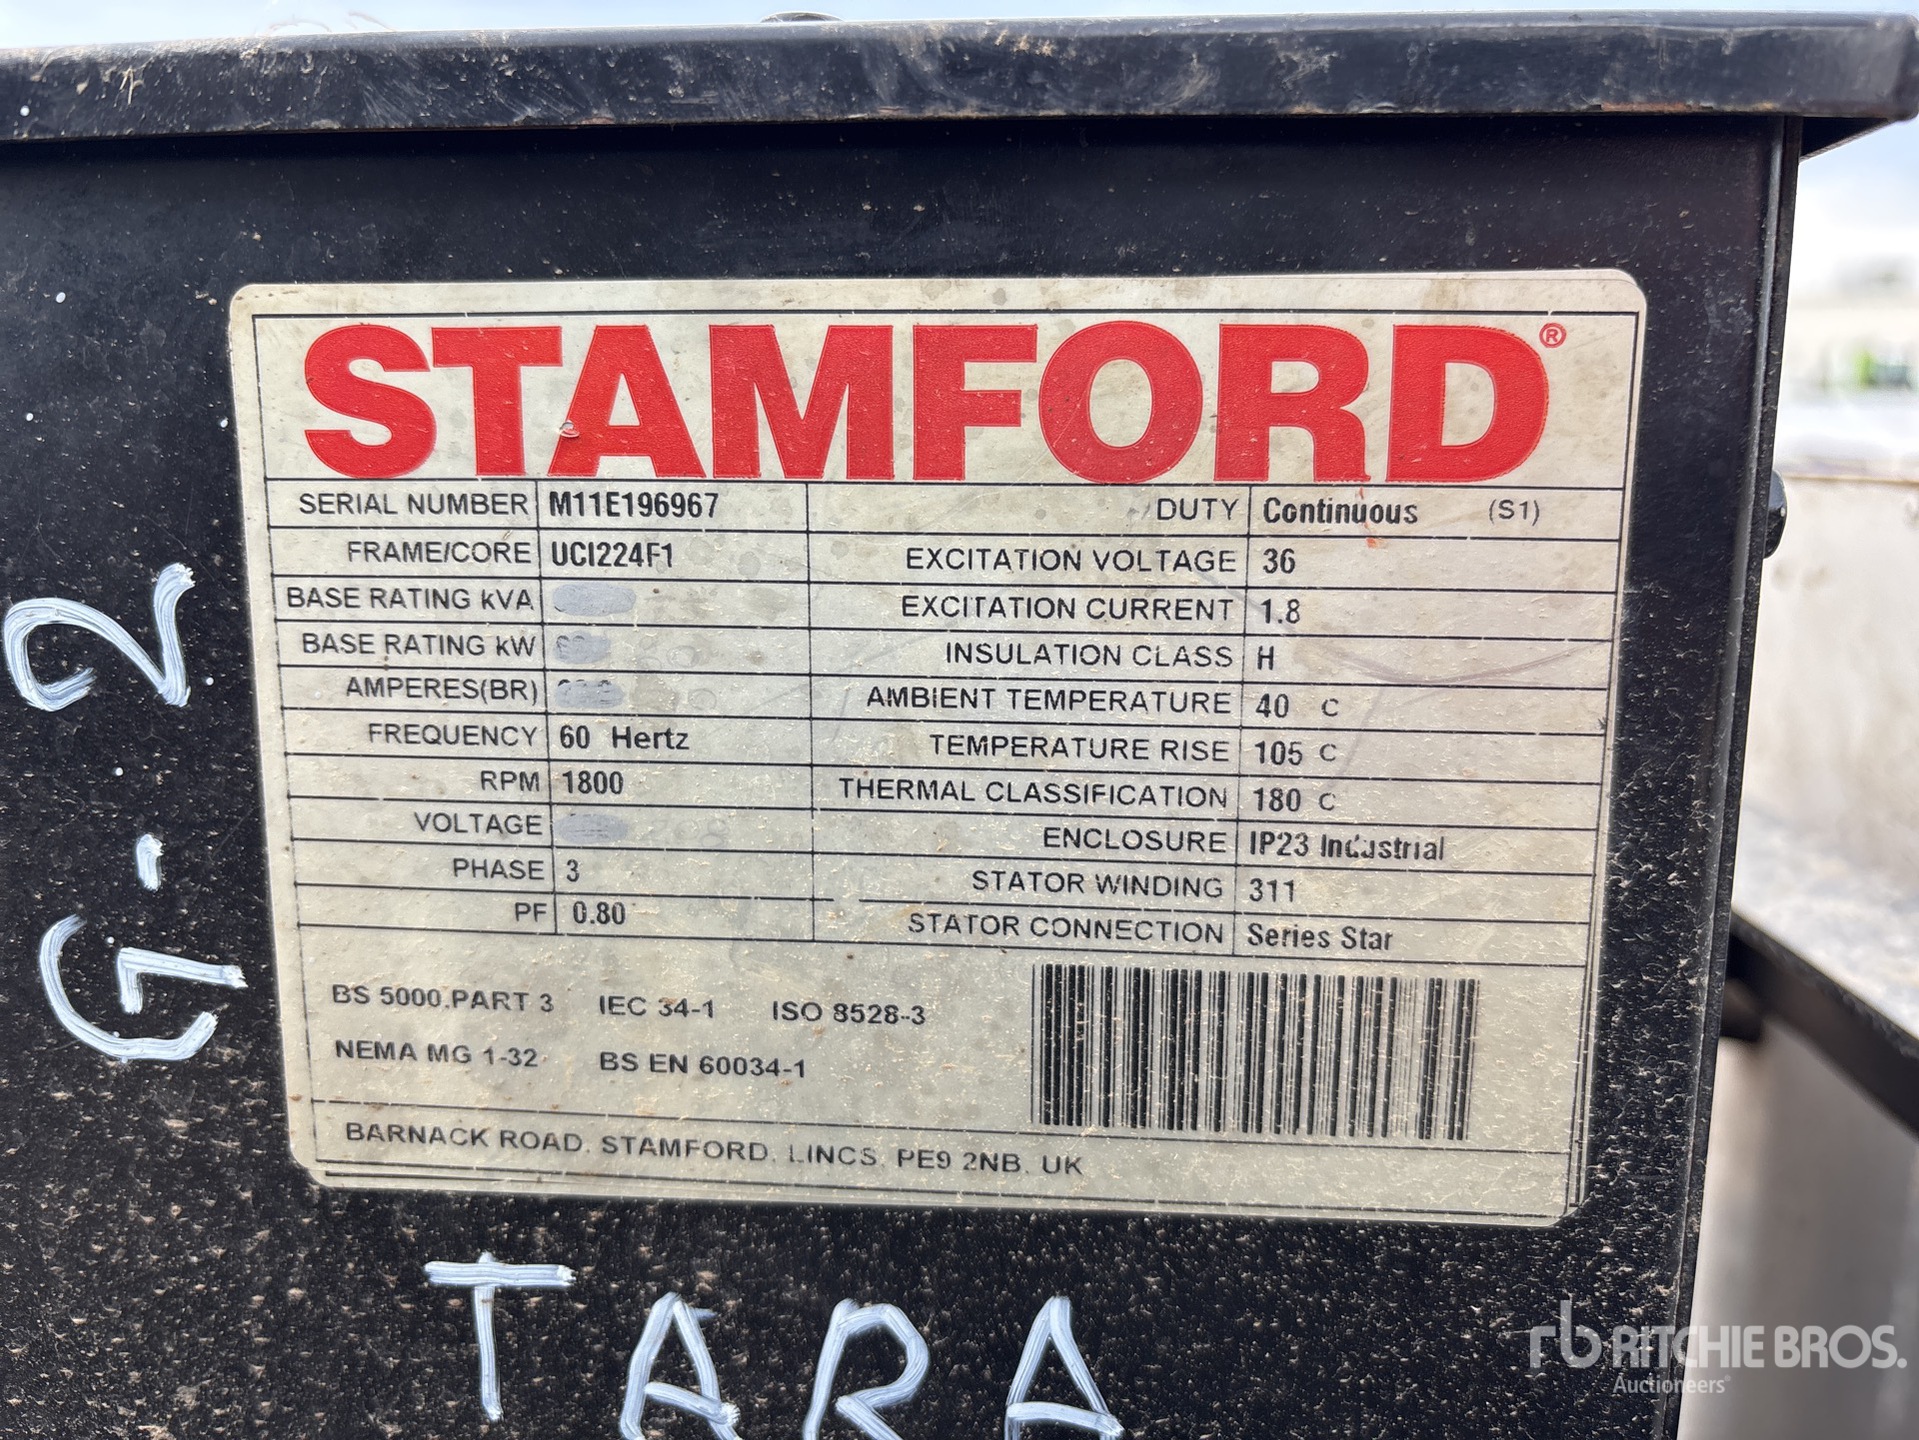 STAMFORD®
SERIAL NUMBER M11E196967 DUTY Continuous (S1)
FRAME/CORE UCI224F1 EXCITATION VOLTAGE 36
BASE RATING kVA EXCITATION CURRENT 1.8
BASE RATING kW INSULATION CLASS H
AMPERES(BR) AMBIENT TEMPERATURE 40 C
FREQUENCY 60 Hertz TEMPERATURE RISE 105 C
RPM 1800 THERMAL CLASSIFICATION 180 C
VOLTAGE ENCLOSURE IP23 Industrial
PHASE 3 STATOR WINDING 311
PF 0.80 STATOR CONNECTION Series Star
BS 5000.PART 3 IEC 34-1 ISO 8528-3
NEMA MG 1-32 BS EN 60034-1
BARNACK ROAD. STAMFORD. LINCS. PE9 2NB. UK
G-2
TARA
rb RITCHIE BROS.
Auctioneers